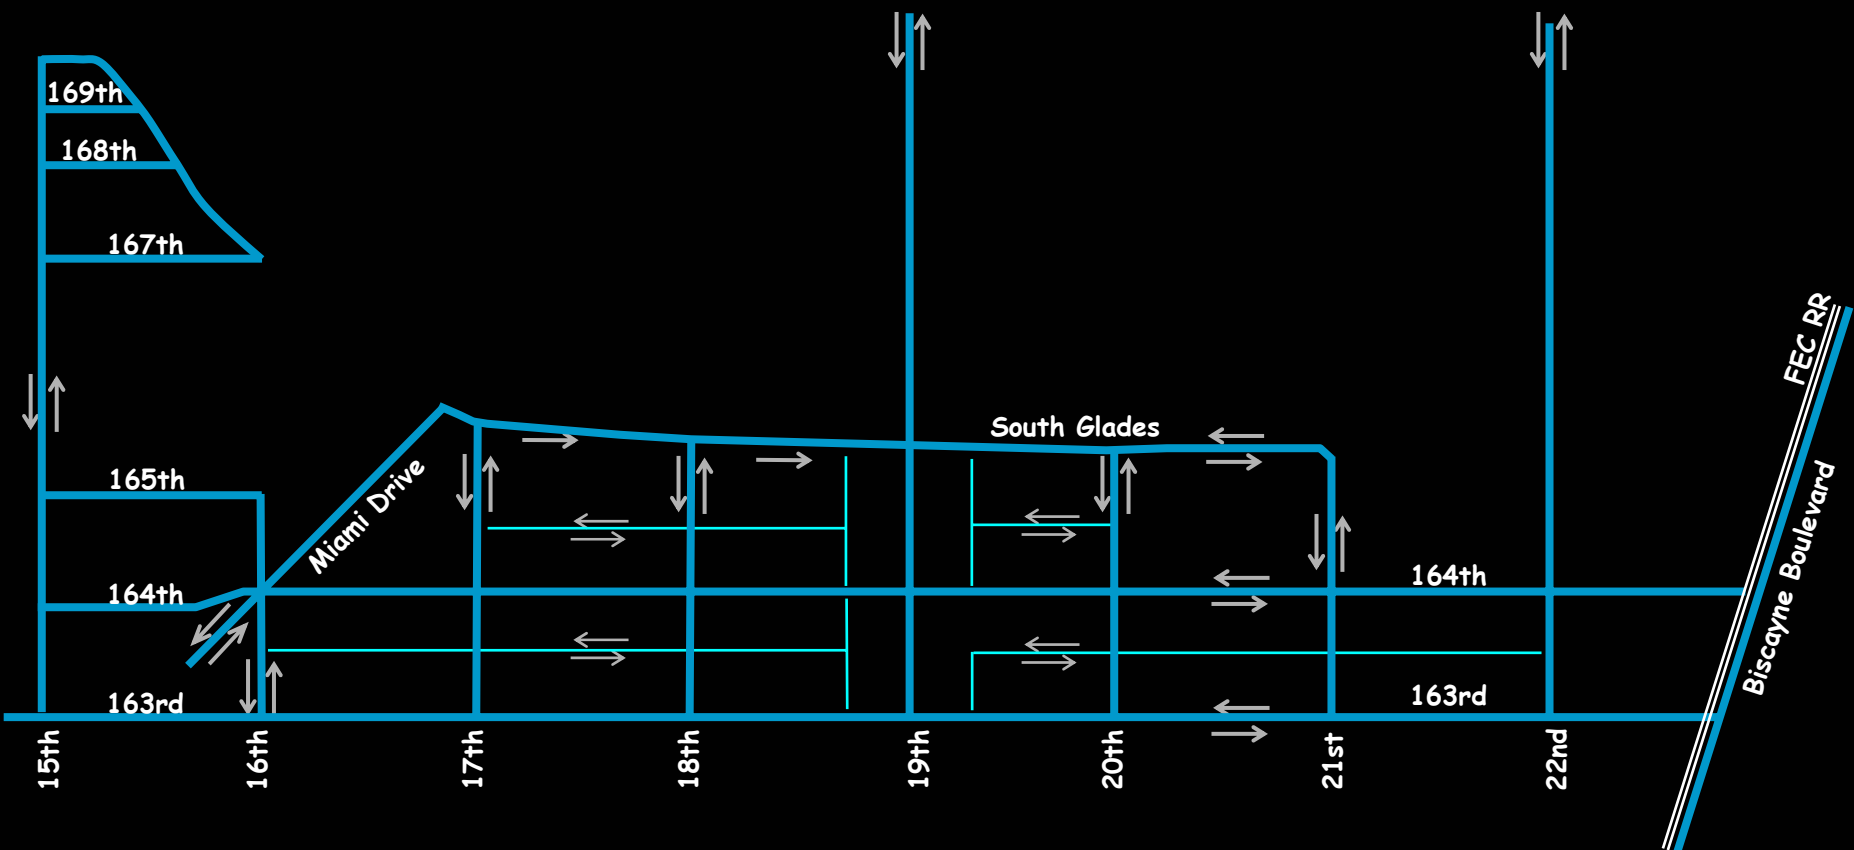 169th
168th
167th
FEC RR
South Glades
165th
Miami Drive
164th
164th
Biscayne Boulevard
163rd
163rd
15th
16th
17th
18th
19th
20th
21st
22nd